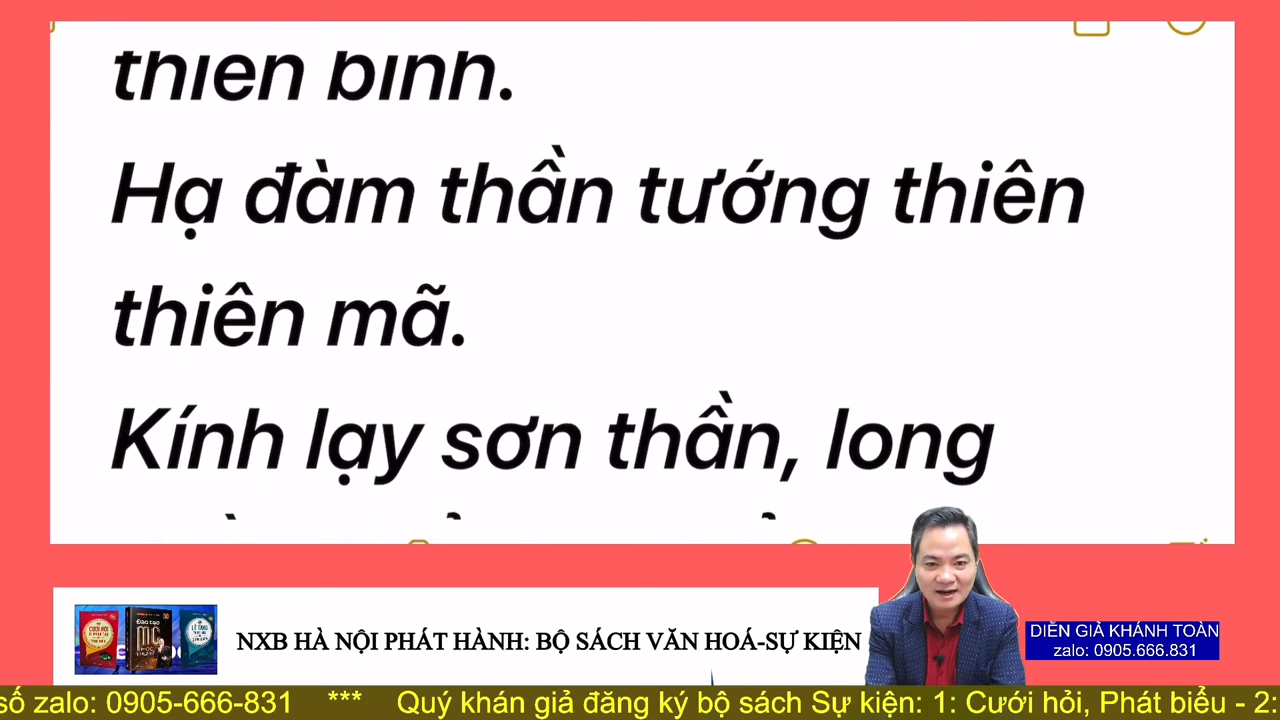 thiên binh.
Hạ đàm thần tướng thiên
thiên mã.
Kính lạy sơn thần, long
NXB HÀ NỘI PHÁT HÀNH: BỘ SÁCH VĂN HOÁ-SỰ KIỆN
DIỄN GIẢ KHÁNH TOÀN
zalo: 0905.666.831
số zalo: 0905-666-831 *** Quý khán giả đăng ký bộ sách Sự kiện: 1: Cưới hỏi, Phát biểu - 2: